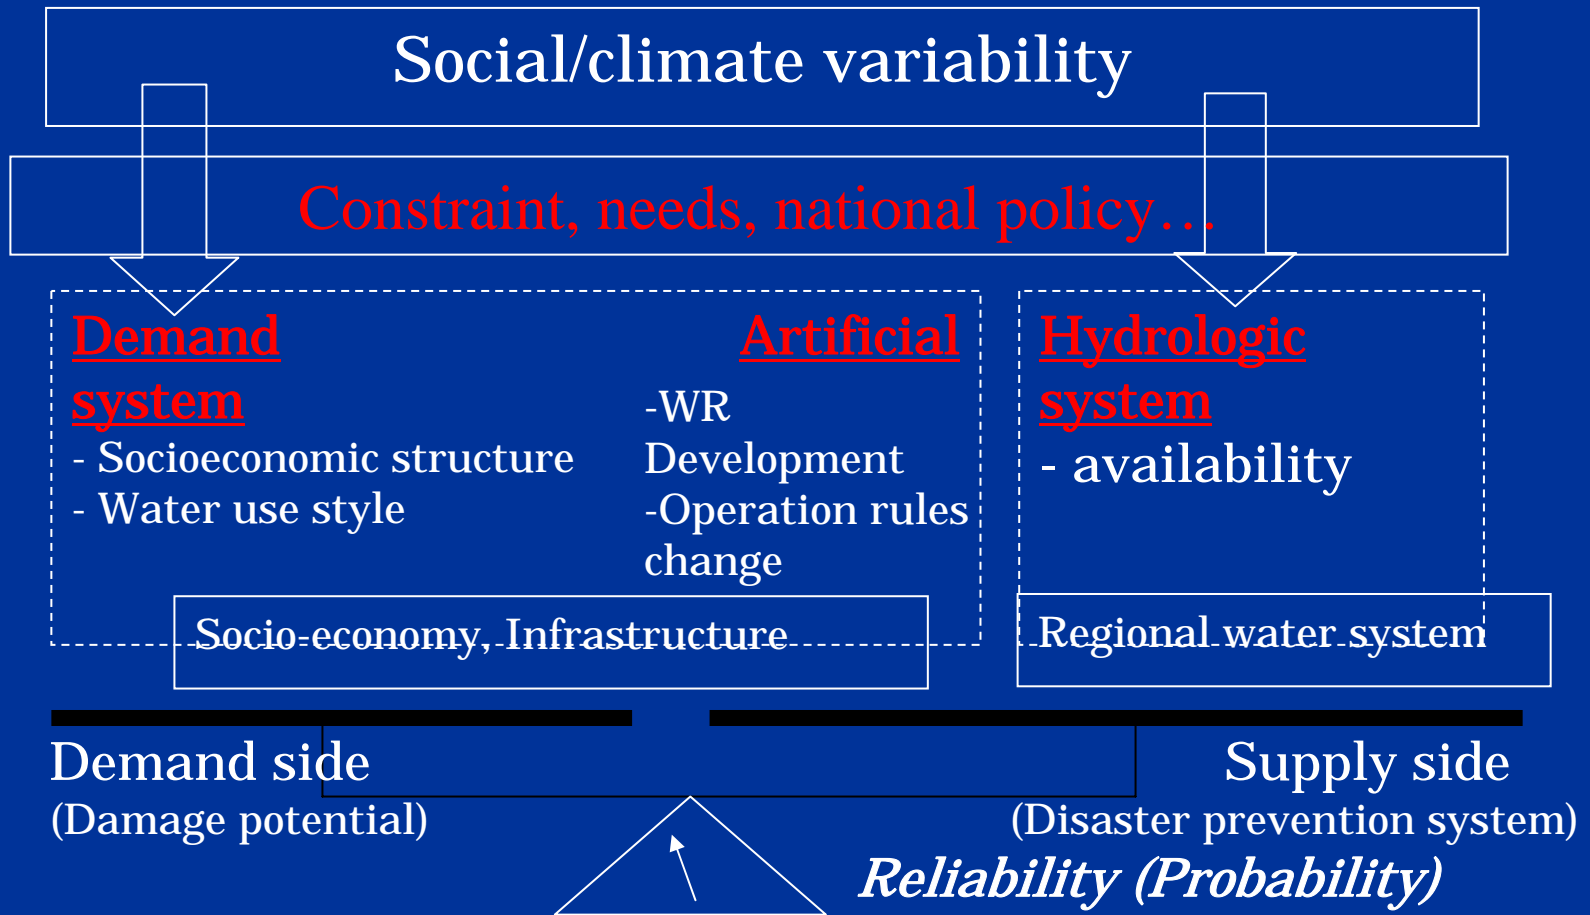 Social/climate variability
Constraint, needs, national policy…
Demand
system
- Socioeconomic structure
- Water use style
Artificial
-WR
Development
-Operation rules
change
Hydrologic
system
- availability
Socio-economy, Infrastructure
Regional water system
Demand side
(Damage potential)
Supply side
(Disaster prevention system)
Reliability (Probability)